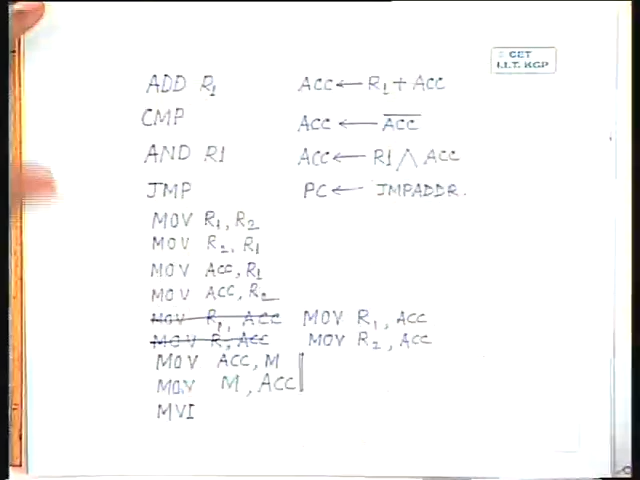 CET
I.I.T. KGP
ADD R1 ACC ← R1 + ACC
CMP ACC ← A̅C̅C̅
AND R1 ACC ← R1 ∧ ACC
JMP PC ← JMPADDR.
MOV R1, R2
MOV R2, R1
MOV ACC, R1
MOV ACC, R2
MOV R1, ACC MOV R1, ACC
MOV R, ACC MOV R2, ACC
MOV ACC, M
MOV M, ACC
MVI